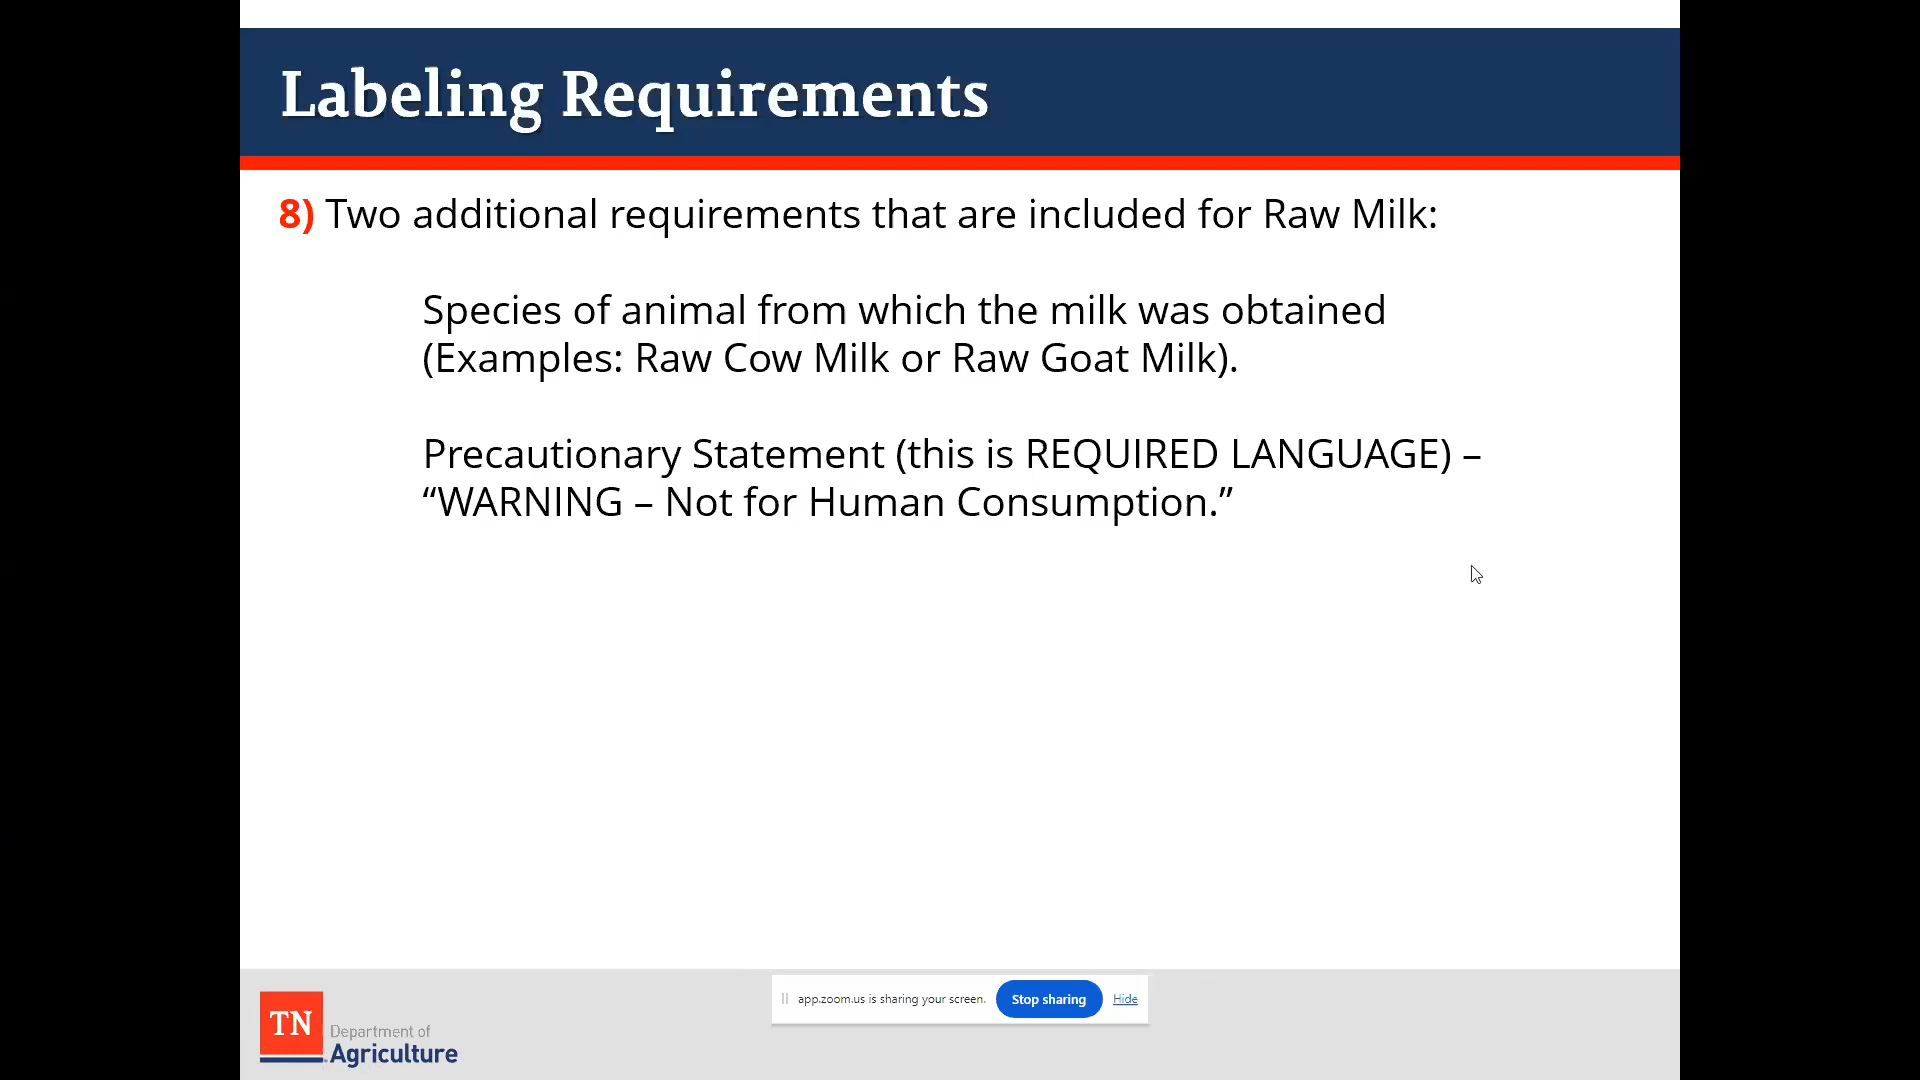 Labeling Requirements
8) Two additional requirements that are included for Raw Milk:
Species of animal from which the milk was obtained
(Examples: Raw Cow Milk or Raw Goat Milk).
Precautionary Statement (this is REQUIRED LANGUAGE) –
“WARNING – Not for Human Consumption.”
app.zoom.us is sharing your screen. Stop sharing Hide
TN
Department of
Agriculture